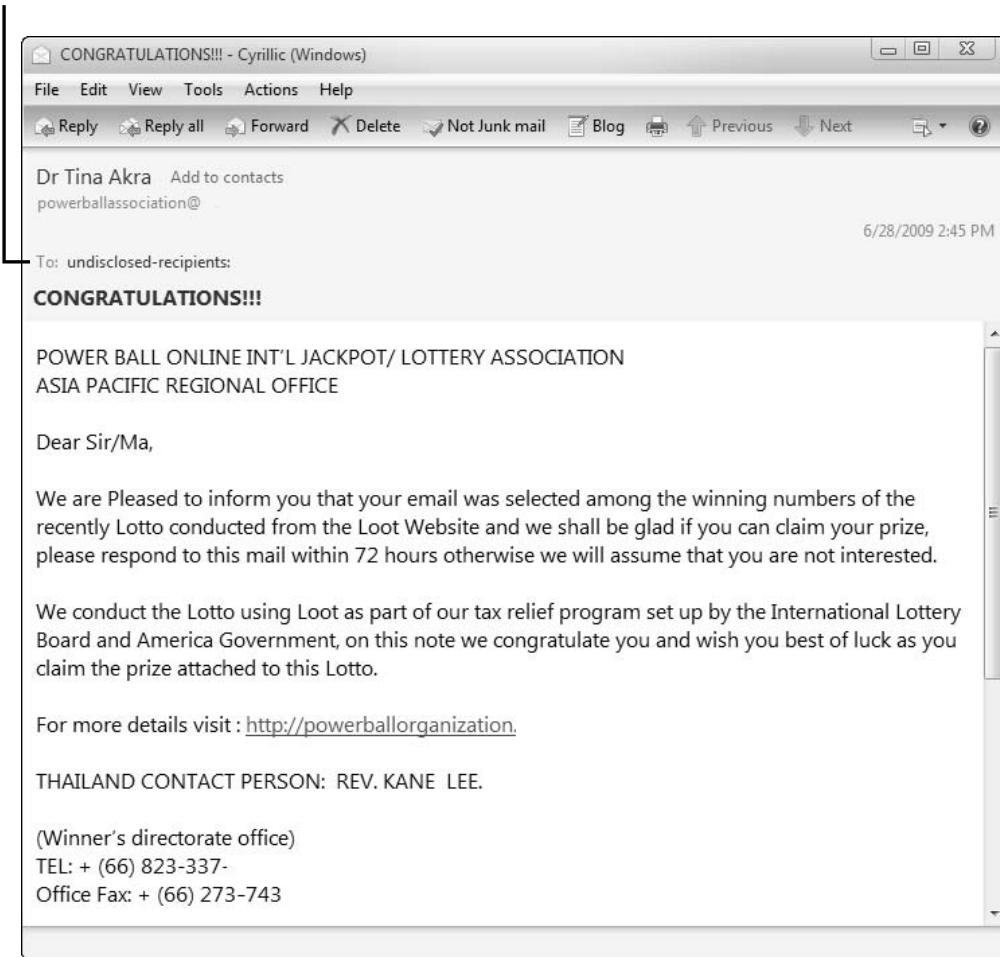 CONGRATULATIONS!!! - Cyrillic (Windows)
File Edit View Tools Actions Help
Reply Reply all Forward Delete Not Junk mail Blog Previous Next
Dr Tina Akra Add to contacts
powerballassociation@
6/28/2009 2:45 PM
To: undisclosed-recipients:
CONGRATULATIONS!!!
POWER BALL ONLINE INT'L JACKPOT/ LOTTERY ASSOCIATION
ASIA PACIFIC REGIONAL OFFICE
Dear Sir/Ma,
We are Pleased to inform you that your email was selected among the winning numbers of the
recently Lotto conducted from the Loot Website and we shall be glad if you can claim your prize,
please respond to this mail within 72 hours otherwise we will assume that you are not interested.
We conduct the Lotto using Loot as part of our tax relief program set up by the International Lottery
Board and America Government, on this note we congratulate you and wish you best of luck as you
claim the prize attached to this Lotto.
For more details visit : http://powerballorganization.
THAILAND CONTACT PERSON: REV. KANE LEE.
(Winner's directorate office)
TEL: + (66) 823-337-
Office Fax: + (66) 273-743